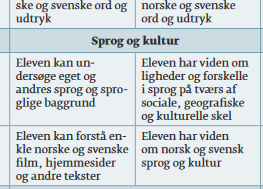 ske og svenske ord og
udtryk
norske og svenske
ord og udtryk
Sprog og kultur
Eleven kan un-
dersøge eget og
andres sprog og spro-
glige baggrund
Eleven har viden om
ligheder og forskelle
i sprog på tværs af
sociale, geografiske
og kulturelle skel
Eleven kan forstå en-
kle norske og svenske
film, hjemmesider
og andre tekster
Eleven har viden
om norsk og svensk
sprog og kultur